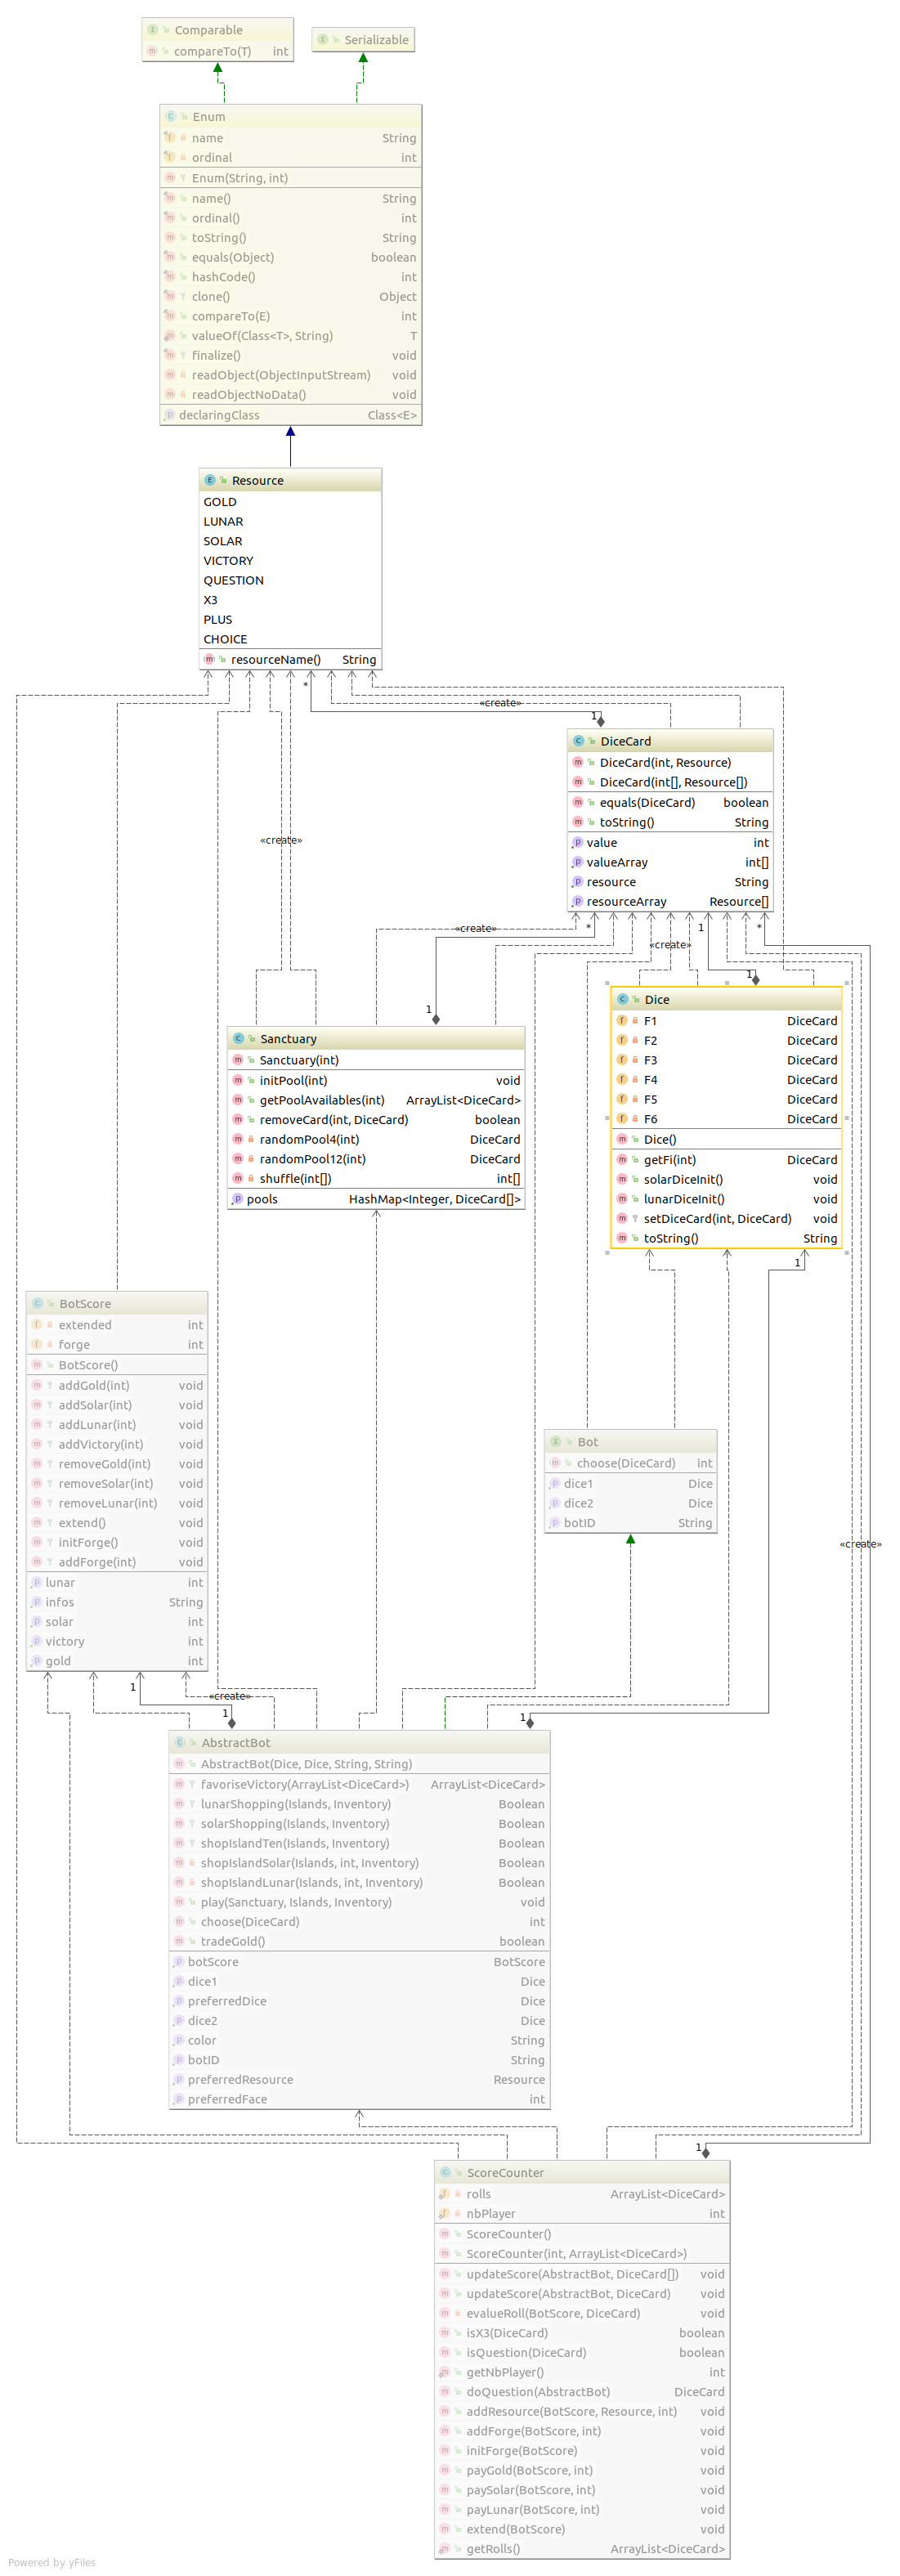 Comparable
compareTo(T) int
Serializable
Enum
name String
ordinal int
Enum(String, int)
name() String
ordinal() int
toString() String
equals(Object) boolean
hashCode() int
clone() Object
compareTo(E) int
valueOf(Class<T>, String) T
finalize() void
readObject(ObjectInputStream) void
readObjectNoData() void
declaringClass Class<E>
Resource
GOLD
LUNAR
SOLAR
VICTORY
QUESTION
X3
PLUS
CHOICE
resourceName() String
*
«create»
1
DiceCard
DiceCard(int, Resource)
DiceCard(int[], Resource[])
equals(DiceCard) boolean
toString() String
value int
valueArray int[]
resource String
resourceArray Resource[]
«create»
«create»
*
1
*
«create»
1
1
Dice
F1 DiceCard
F2 DiceCard
F3 DiceCard
F4 DiceCard
F5 DiceCard
F6 DiceCard
Dice()
getFi(int) DiceCard
solarDiceInit() void
lunarDiceInit() void
setDiceCard(int, DiceCard) void
toString() String
1
Sanctuary
Sanctuary(int)
initPool(int) void
getPoolAvailables(int) ArrayList<DiceCard>
removeCard(int, DiceCard) boolean
randomPool4(int) DiceCard
randomPool12(int) DiceCard
shuffle(int[]) int[]
pools HashMap<Integer, DiceCard[]>
BotScore
extended int
forge int
BotScore()
addGold(int) void
addSolar(int) void
addLunar(int) void
addVictory(int) void
removeGold(int) void
removeSolar(int) void
removeLunar(int) void
extend() void
initForge() void
addForge(int) void
lunar int
infos String
solar int
victory int
gold int
Bot
choose(DiceCard) int
dice1 Dice
dice2 Dice
botID String
«create»
1
«create»
1
1
AbstractBot
AbstractBot(Dice, Dice, String, String)
favoriseVictory(ArrayList<DiceCard>) ArrayList<DiceCard>
lunarShopping(Islands, Inventory) Boolean
solarShopping(Islands, Inventory) Boolean
shopIslandTen(Islands, Inventory) Boolean
shopIslandSolar(Islands, int, Inventory) Boolean
shopIslandLunar(Islands, int, Inventory) Boolean
play(Sanctuary, Islands, Inventory) void
choose(DiceCard) int
tradeGold() boolean
botScore BotScore
dice1 Dice
preferredDice Dice
dice2 Dice
color String
botID String
preferredResource Resource
preferredFace int
1
ScoreCounter
rolls ArrayList<DiceCard>
nbPlayer int
ScoreCounter()
ScoreCounter(int, ArrayList<DiceCard>)
updateScore(AbstractBot, DiceCard[]) void
updateScore(AbstractBot, DiceCard) void
evalueRoll(BotScore, DiceCard) void
isX3(DiceCard) boolean
isQuestion(DiceCard) boolean
getNbPlayer() int
doQuestion(AbstractBot) DiceCard
addResource(BotScore, Resource, int) void
addForge(BotScore, int) void
initForge(BotScore) void
payGold(BotScore, int) void
paySolar(BotScore, int) void
payLunar(BotScore, int) void
extend(BotScore) void
getRolls() ArrayList<DiceCard>
Powered by yFiles